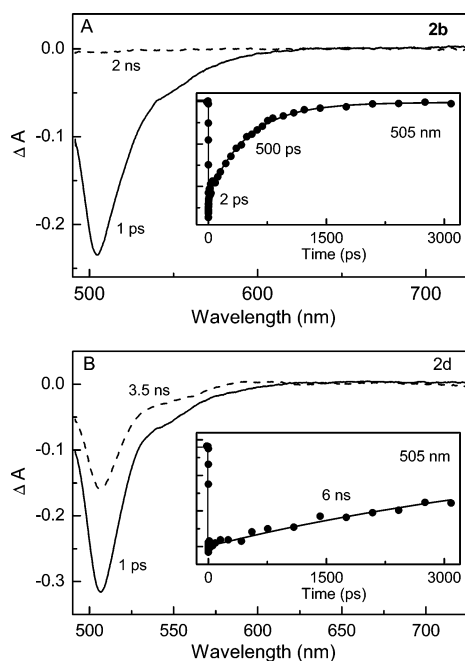 A 2b
0.0
2 ns
-0.1
505 nm
500 ps
Δ A
2 ps
-0.2
1 ps
0 1500 3000
Time (ps)
500 550 600 650 700
Wavelength (nm)
B 2d
0.0
3.5 ns
-0.1
505 nm
Δ A
6 ns
-0.2
1 ps
-0.3
0 1500 3000
Time (ps)
500 550 600 650 700
Wavelength (nm)